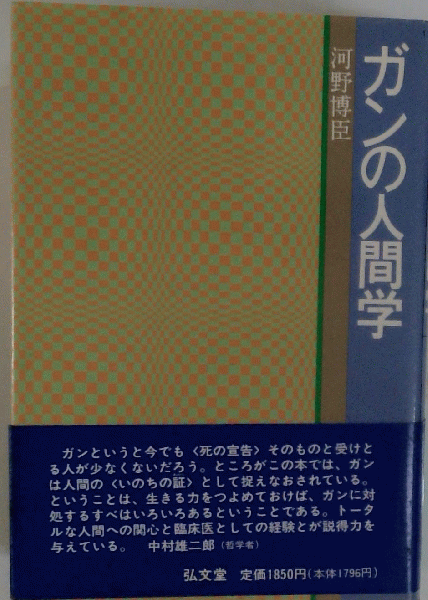 ガンの人間学
河野博臣
ガンというと今でも〈死の宣告〉そのものと受けと
る人が少なくないだろう。ところがこの本では、ガン
は人間の〈いのちの証〉として捉えなおされている。
ということは、生きる力をつよめておけば、ガンに対
処するすべはいろいろあるということである。トータ
ルな人間への関心と臨床医としての経験とが説得力を
与えている。 中村雄二郎（哲学者）
弘文堂 定価1850円（本体1796円）